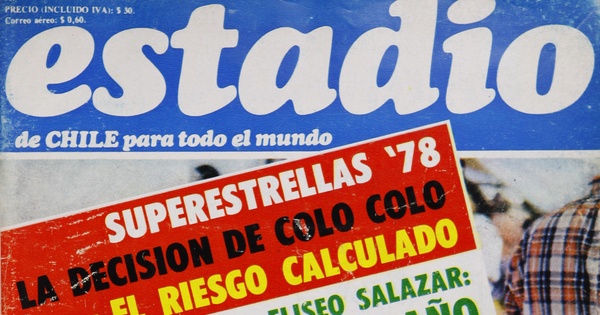 PRECIO (INCLUIDO IVA): $ 30.
Correo aéreo: $ 0,60.
estadio
de CHILE para todo el mundo
SUPERESTRELLAS '78
LA DECISION DE COLO COLO
EL RIESGO CALCULADO
ELISEO SALAZAR: